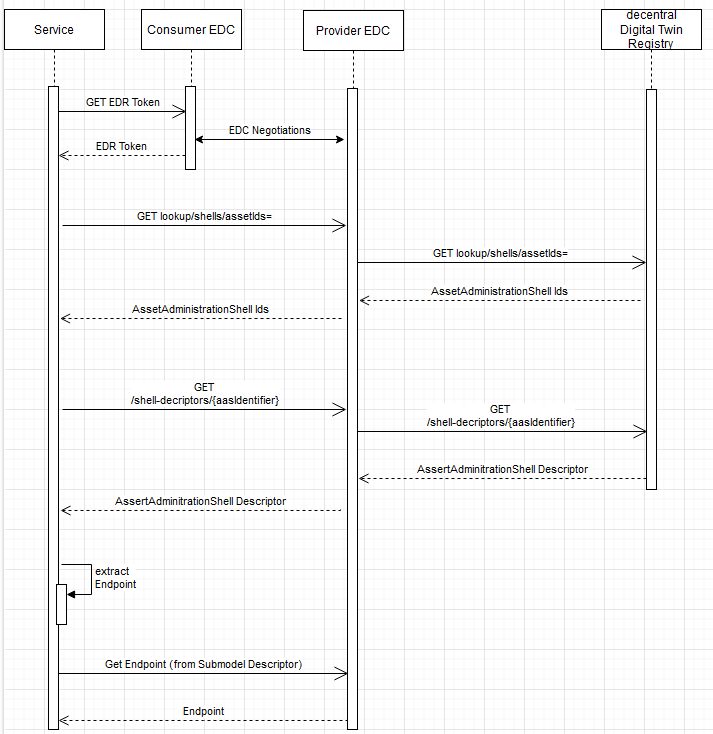 Service
Consumer EDC
Provider EDC
decentral
Digital Twin
Registry
GET EDR Token
EDC Negotiations
EDR Token
GET lookup/shells/assetIds=
GET lookup/shells/assetIds=
AssetAdministrationShell Ids
AssetAdministrationShell Ids
GET
/shell-decriptors/{aasIdentifier}
GET
/shell-decriptors/{aasIdentifier}
AssertAdminitrationShell Descriptor
AssertAdminitrationShell Descriptor
extract
Endpoint
Get Endpoint (from Submodel Descriptor)
Endpoint